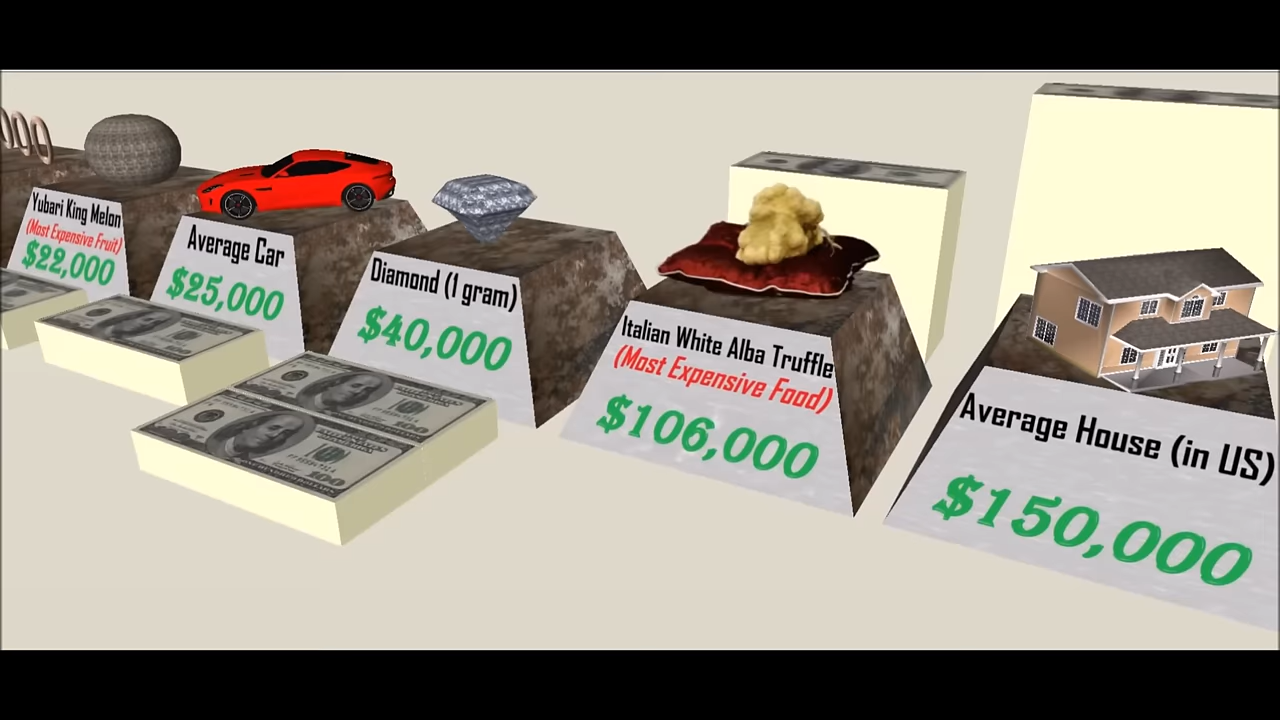 Yubari King Melon
(Most Expensive Fruit)
$22,000
Average Car
$25,000
Diamond (1 gram)
$40,000
Italian White Alba Truffle
(Most Expensive Food)
$106,000
Average House (in US)
$150,000